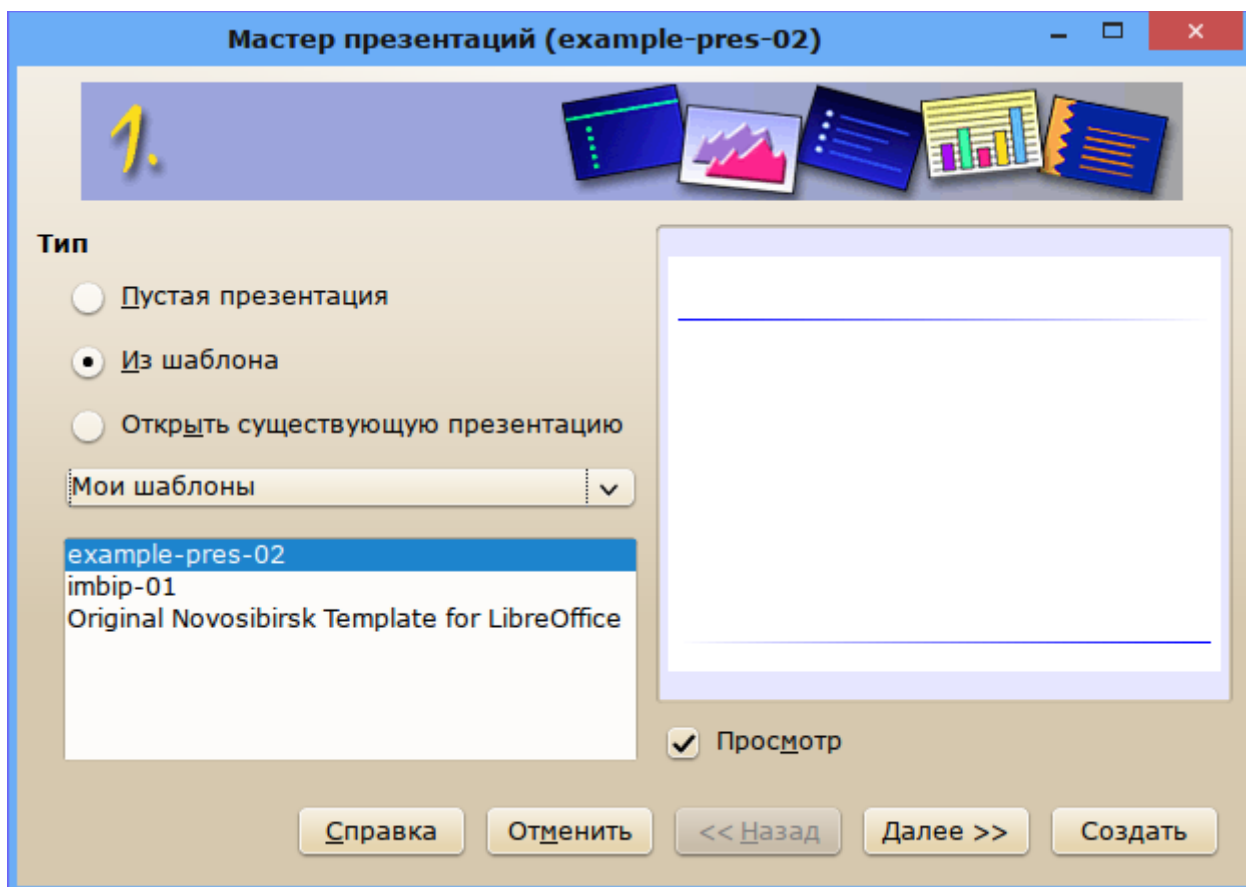 Мастер презентаций (example-pres-02)
1.
Тип
Пустая презентация
Из шаблона
Открыть существующую презентацию
Мои шаблоны
example-pres-02
imbip-01
Original Novosibirsk Template for LibreOffice
Просмотр
Справка
Отменить
<< Назад
Далее >>
Создать